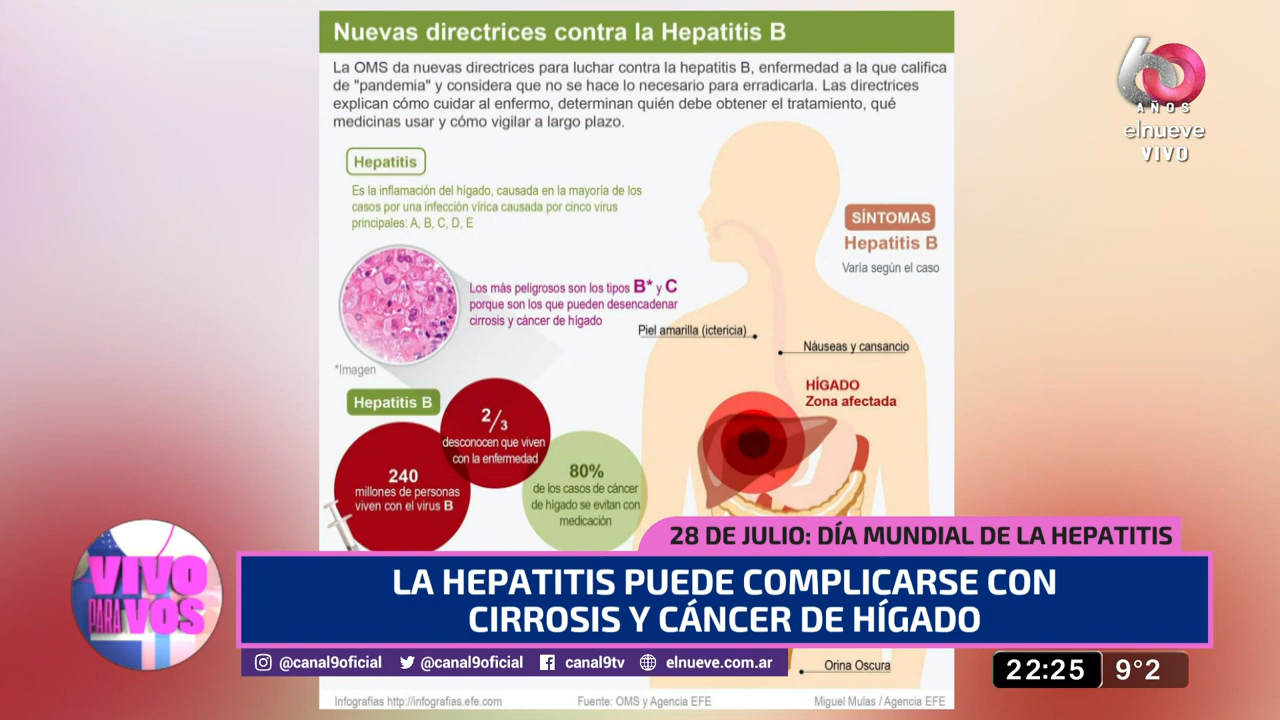 Nuevas directrices contra la Hepatitis B
La OMS da nuevas directrices para luchar contra la hepatitis B, enfermedad a la que califica
de "pandemia" y considera que no se hace lo necesario para erradicarla. Las directrices
explican cómo cuidar al enfermo, determinan quién debe obtener el tratamiento, qué
medicinas usar y cómo vigilar a largo plazo.
60
AÑOS
elnueve
VIVO
Hepatitis
Es la inflamación del hígado, causada en la mayoría de los
casos por una infección vírica causada por cinco virus
principales: A, B, C, D, E
SÍNTOMAS
Hepatitis B
Varía según el caso
Los más peligrosos son los tipos B* y C
porque son los que pueden desencadenar
cirrosis y cáncer de hígado
Piel amarilla (ictericia)
Náuseas y cansancio
*Imagen
HÍGADO
Zona afectada
Hepatitis B
2/3
desconocen que viven
con la enfermedad
240
millones de personas
viven con el virus B
80%
de los casos de cáncer
de hígado se evitan con
medicación
28 DE JULIO: DÍA MUNDIAL DE LA HEPATITIS
VIVO
PARA VOS
LA HEPATITIS PUEDE COMPLICARSE CON
CIRROSIS Y CÁNCER DE HÍGADO
@canal9oficial @canal9oficial canal9tv elnueve.com.ar
Orina Oscura
22:25 9°2
Infografías http://infografias.efe.com Fuente: OMS y Agencia EFE Miguel Mulas / Agencia EFE